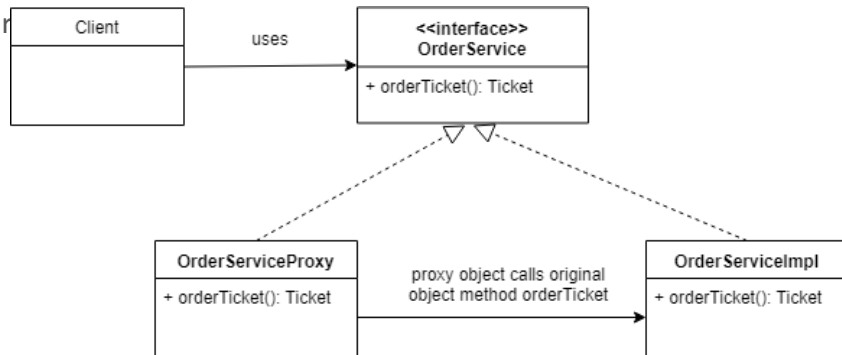 Client
uses
<<interface>>
OrderService
+ orderTicket(): Ticket
OrderServiceProxy
+ orderTicket(): Ticket
proxy object calls original
object method orderTicket
OrderServiceImpl
+ orderTicket(): Ticket